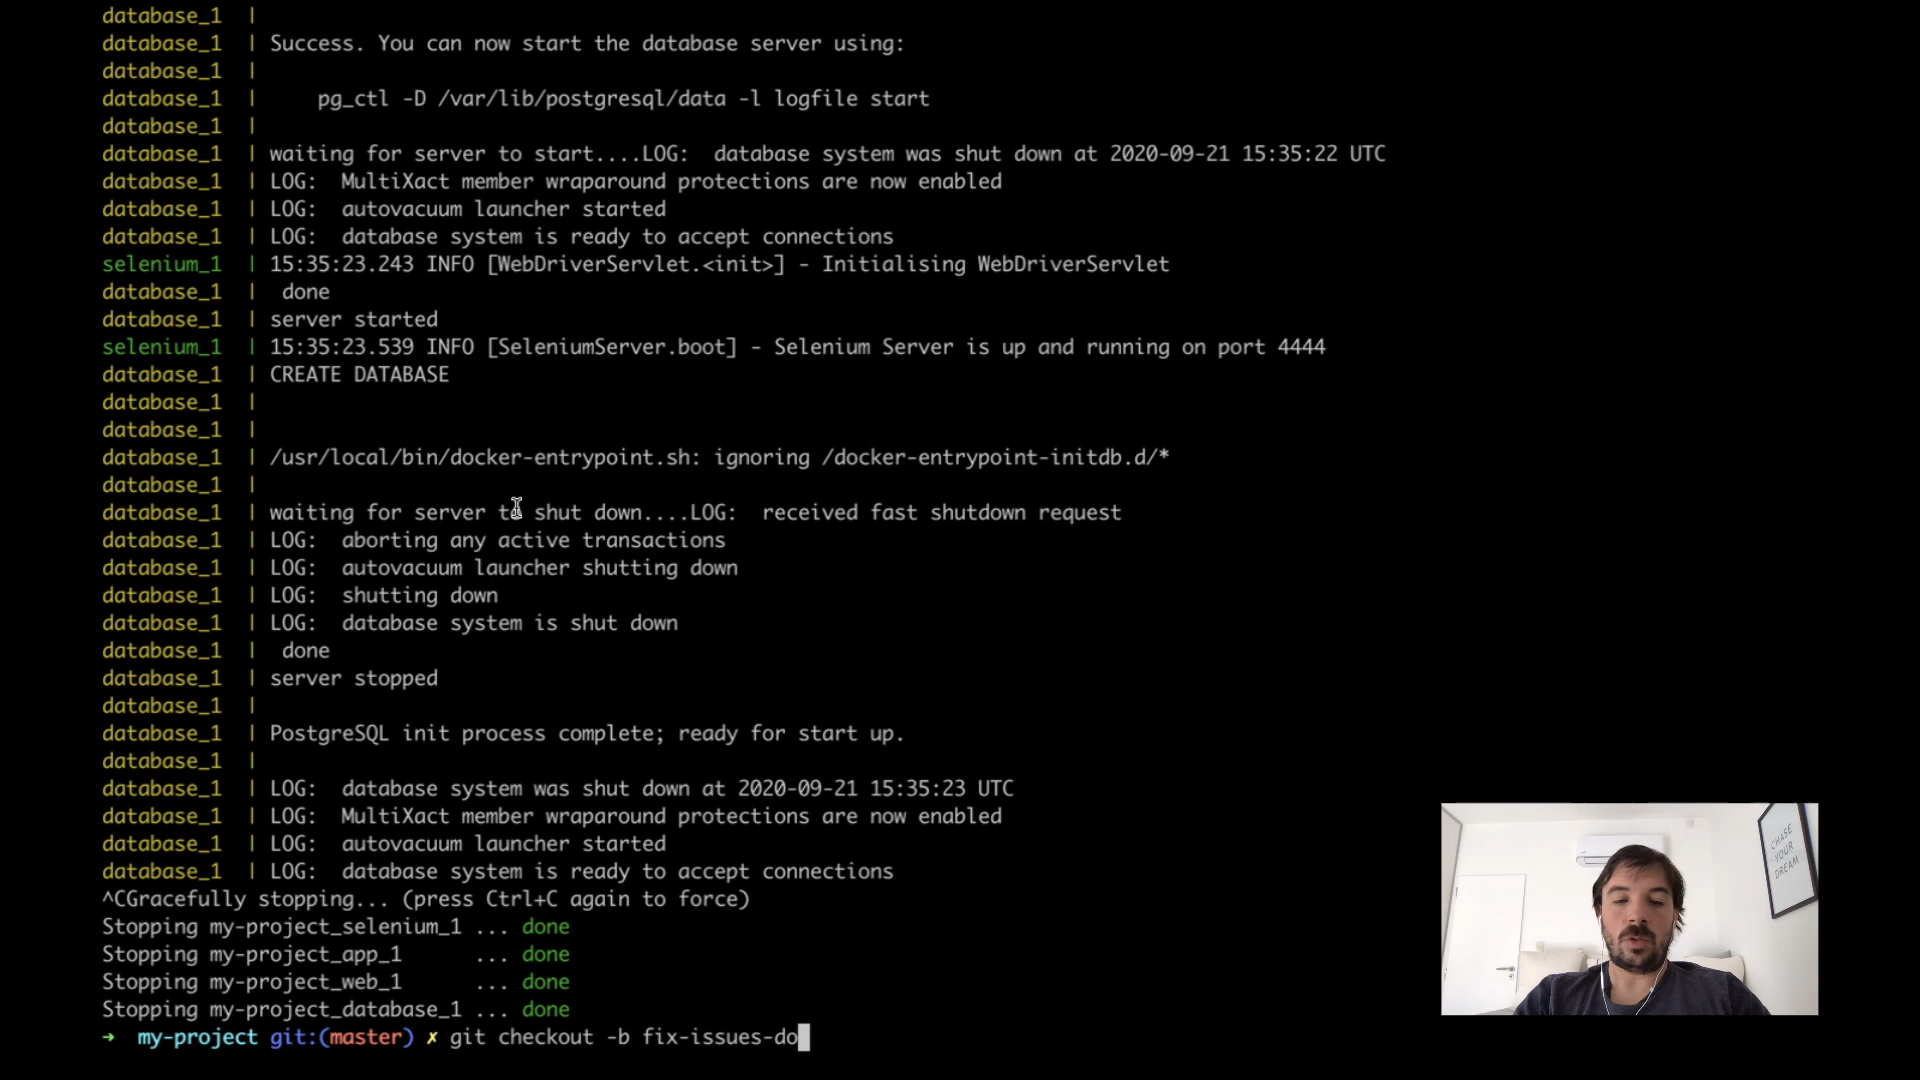 database_1 |
database_1 | Success. You can now start the database server using:
database_1 |
database_1 |     pg_ctl -D /var/lib/postgresql/data -l logfile start
database_1 |
database_1 | waiting for server to start....LOG:  database system was shut down at 2020-09-21 15:35:22 UTC
database_1 | LOG:  MultiXact member wraparound protections are now enabled
database_1 | LOG:  autovacuum launcher started
database_1 | LOG:  database system is ready to accept connections
selenium_1 | 15:35:23.243 INFO [WebDriverServlet.<init>] - Initialising WebDriverServlet
database_1 |  done
database_1 | server started
selenium_1 | 15:35:23.539 INFO [SeleniumServer.boot] - Selenium Server is up and running on port 4444
database_1 | CREATE DATABASE
database_1 |
database_1 |
database_1 | /usr/local/bin/docker-entrypoint.sh: ignoring /docker-entrypoint-initdb.d/*
database_1 |
database_1 | waiting for server to shut down....LOG:  received fast shutdown request
database_1 | LOG:  aborting any active transactions
database_1 | LOG:  autovacuum launcher shutting down
database_1 | LOG:  shutting down
database_1 | LOG:  database system is shut down
database_1 |  done
database_1 | server stopped
database_1 |
database_1 | PostgreSQL init process complete; ready for start up.
database_1 |
database_1 | LOG:  database system was shut down at 2020-09-21 15:35:23 UTC
database_1 | LOG:  MultiXact member wraparound protections are now enabled
database_1 | LOG:  autovacuum launcher started
database_1 | LOG:  database system is ready to accept connections
^CGracefully stopping... (press Ctrl+C again to force)
Stopping my-project_selenium_1 ... done
Stopping my-project_app_1      ... done
Stopping my-project_web_1      ... done
Stopping my-project_database_1 ... done
➜  my-project git:(master) ✗ git checkout -b fix-issues-do
CHASE
YOUR
DREAM